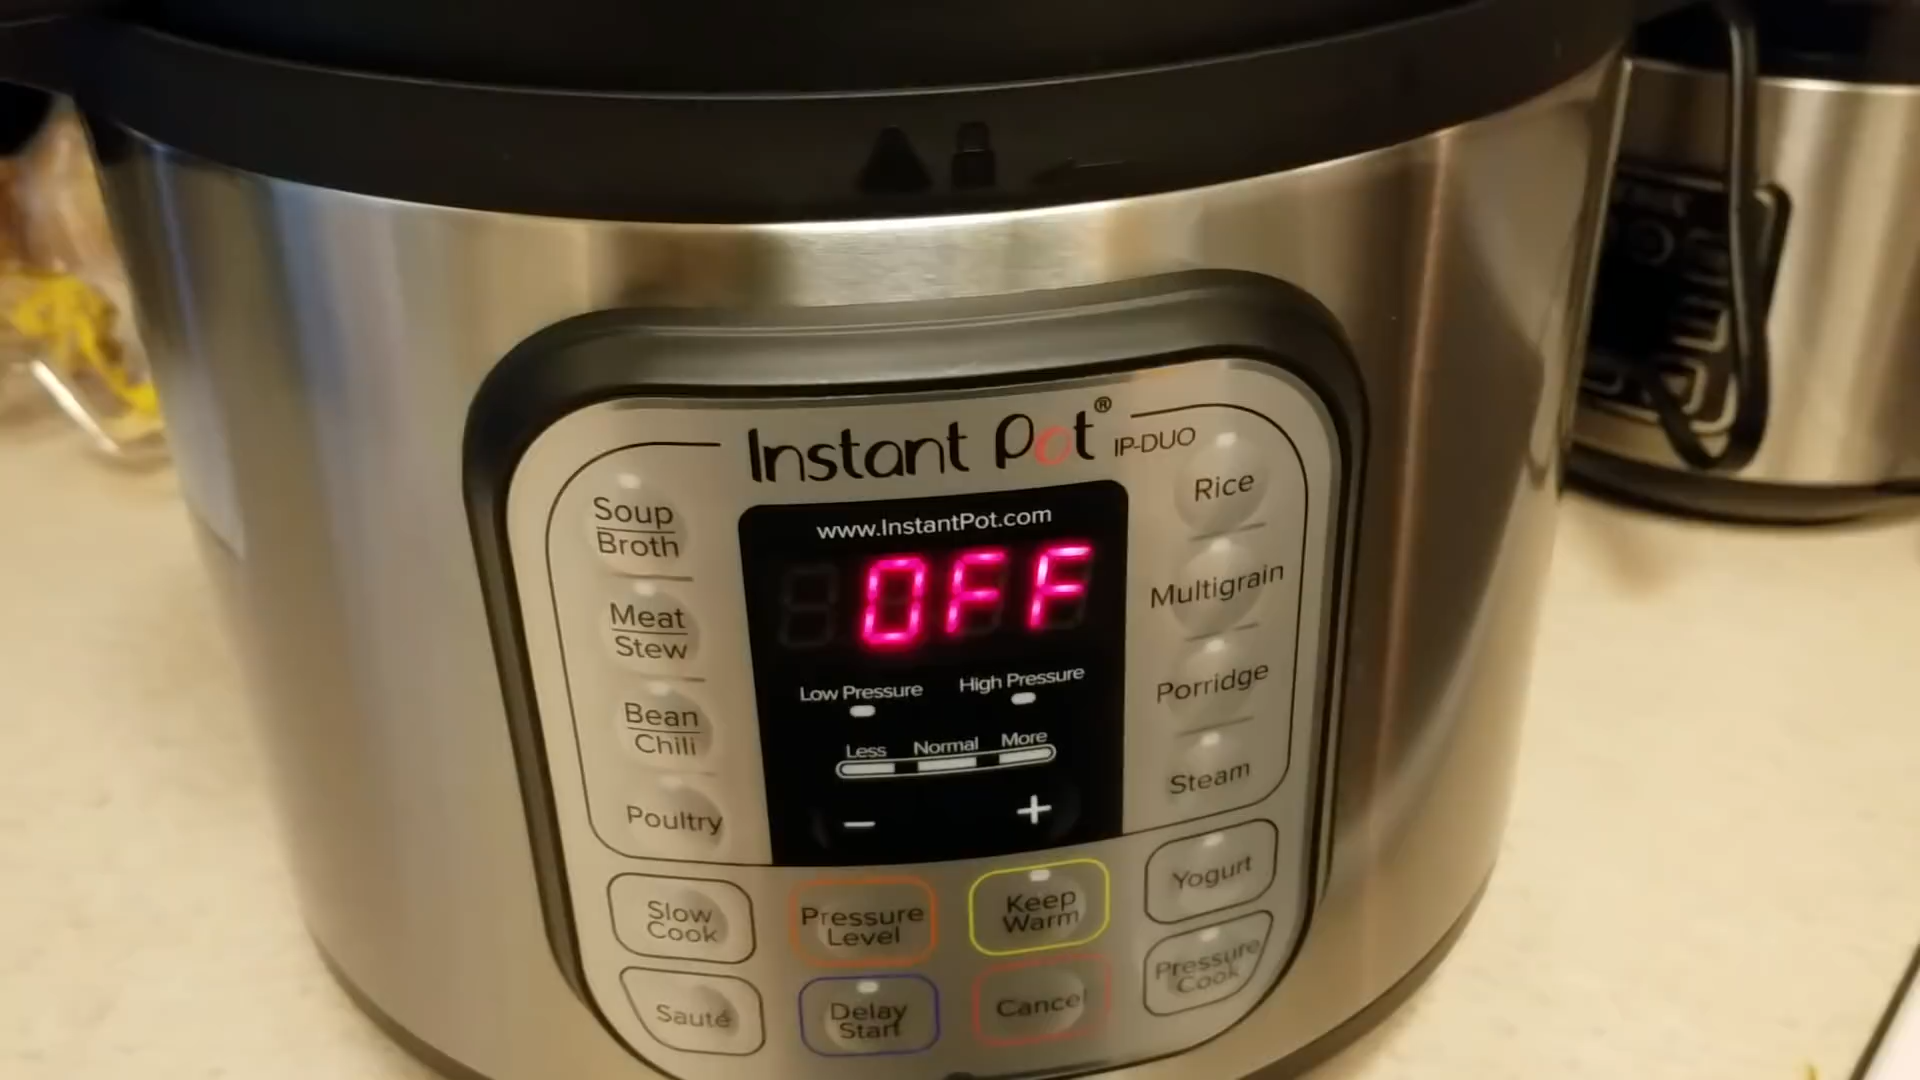 Instant Pot® IP-DUO
www.InstantPot.com
OFF
Low Pressure High Pressure
Less Normal More
− +
Soup
Broth
Meat
Stew
Bean
Chili
Poultry
Rice
Multigrain
Porridge
Steam
Slow
Cook
Pressure
Level
Keep
Warm
Yogurt
Sauté
Delay
Start
Cancel
Pressure
Cook